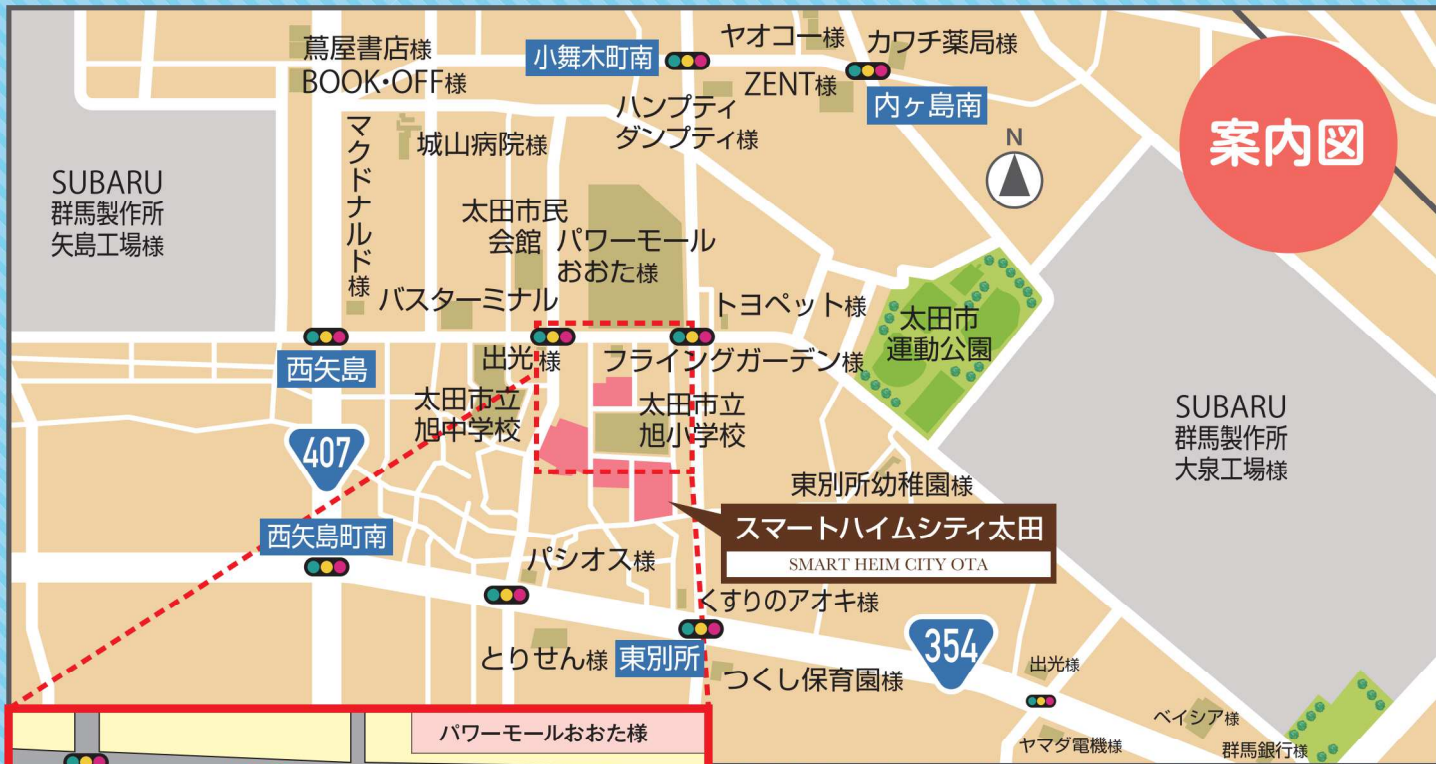 蔦屋書店様
BOOK・OFF様
小舞木町南
ヤオコー様
カワチ薬局様
ZENT様
内ヶ島南
案内図
ハンプティ
ダンプティ様
N
マクドナルド様
城山病院様
SUBARU
群馬製作所
矢島工場様
太田市民
会館
パワーモール
おおた様
バスターミナル
トヨペット様
太田市
運動公園
西矢島
出光様
フライングガーデン様
太田市立
旭中学校
太田市立
旭小学校
SUBARU
群馬製作所
大泉工場様
407
東別所幼稚園様
スマートハイムシティ太田
SMART HEIM CITY OTA
西矢島町南
パシオス様
くすりのアオキ様
とりせん様
東別所
354
つくし保育園様
出光様
ベイシア様
ヤマダ電機様
群馬銀行様
パワーモールおおた様